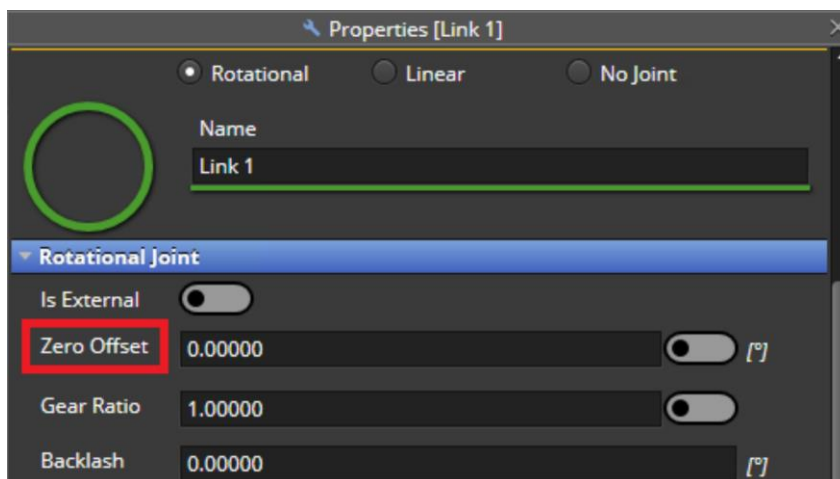 Properties [Link 1]
Rotational Linear No Joint
Name
Link 1
Rotational Joint
Is External
Zero Offset 0.00000 [°]
Gear Ratio 1.00000
Backlash 0.00000 [°]